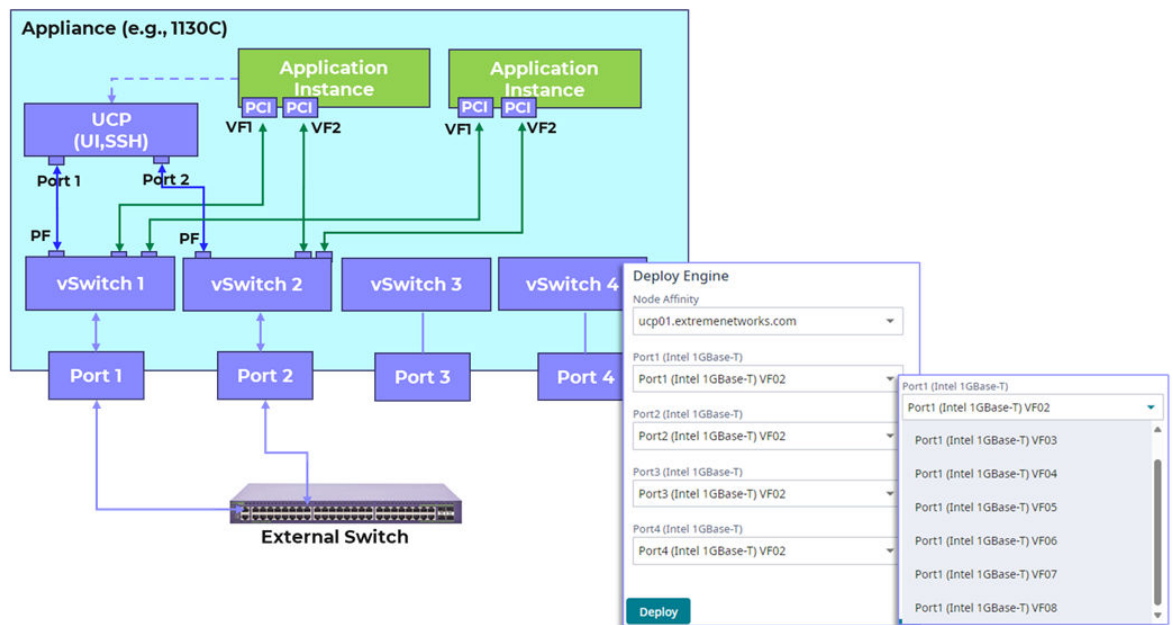 Appliance (e.g., 1130C)
Application
Instance
Application
Instance
PCI
PCI
PCI
PCI
VF1
VF2
VF1
VF2
UCP
(UI,SSH)
Port 1
Port 2
PF
PF
vSwitch 1
vSwitch 2
vSwitch 3
vSwitch 4
Port 1
Port 2
Port 3
Port 4
External Switch
Deploy Engine
Node Affinity
ucp01.extremenetworks.com
Port1 (Intel 1GBase-T)
Port1 (Intel 1GBase-T) VF02
Port2 (Intel 1GBase-T)
Port2 (Intel 1GBase-T) VF02
Port3 (Intel 1GBase-T)
Port3 (Intel 1GBase-T) VF02
Port4 (Intel 1GBase-T)
Port4 (Intel 1GBase-T) VF02
Deploy
Port1 (Intel 1GBase-T)
Port1 (Intel 1GBase-T) VF02
Port1 (Intel 1GBase-T) VF03
Port1 (Intel 1GBase-T) VF04
Port1 (Intel 1GBase-T) VF05
Port1 (Intel 1GBase-T) VF06
Port1 (Intel 1GBase-T) VF07
Port1 (Intel 1GBase-T) VF08